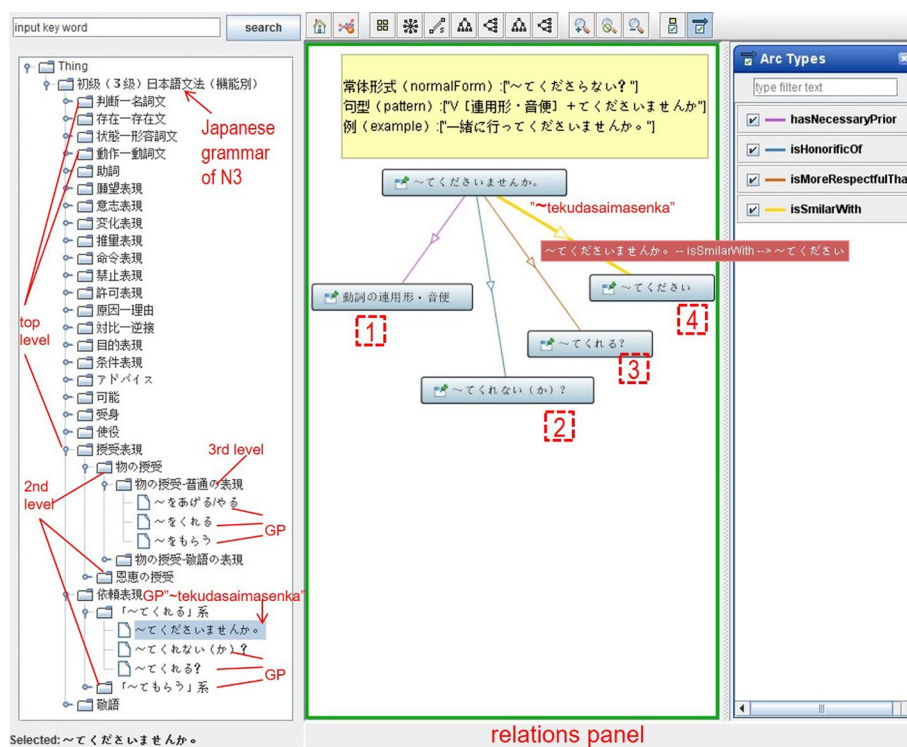 input key word
search
Thing
初級（３級）日本語文法（機能別）
判断ー名詞文
存在ー存在文
状態ー形容詞文
動作ー動詞文
助詞
願望表現
意志表現
変化表現
推量表現
命令表現
禁止表現
許可表現
原因ー理由
対比ー逆接
目的表現
条件表現
アドバイス
可能
受身
使役
授受表現
物の授受
物の授受-普通の表現
～をあげる/やる
～をくれる
～をもらう
物の授受-敬語の表現
恩恵の授受
依頼表現
「～てくれる」系
～てくださいませんか。
～てくれない（か）？
～てくれる？
「～てもらう」系
敬語
Japanese
grammar
of N3
top
level
3rd level
2nd
level
GP
GP"~tekudasaimasenka"
GP
Selected: ～てくださいませんか。
常体形式（normalForm）:["～てくださらない？"]
句型（pattern）:["V［連用形・音便］＋てくださいませんか"]
例（example）:["一緒に行ってくださいませんか。"]
～てくださいませんか。
"~tekudasaimasenka"
～てくださいませんか。-- isSmilarWith --> ～てください
動詞の連用形・音便
1
～てください
4
～てくれる？
3
～てくれない（か）？
2
relations panel
Arc Types
type filter text
hasNecessaryPrior
isHonorificOf
isMoreRespectfulTha
isSmilarWith